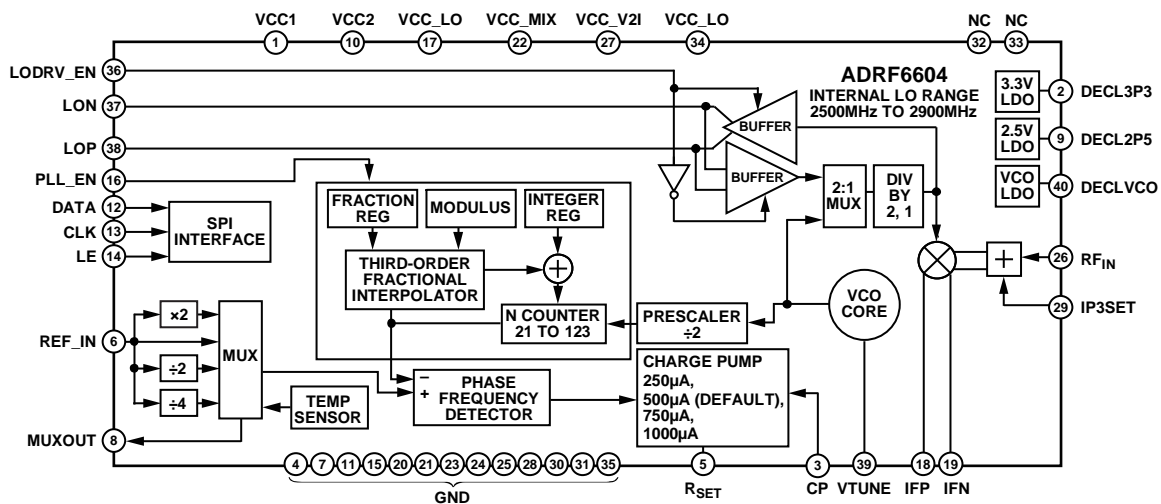 VCC1 VCC2 VCC_LO VCC_MIX VCC_V2I VCC_LO NC NC
1 10 17 22 27 34 32 33
LODRV_EN 36
LON 37
LOP 38
PLL_EN 16
DATA 12
CLK 13
LE 14
SPI
INTERFACE
REF_IN 6
×2
÷2
÷4
MUX
TEMP
SENSOR
MUXOUT 8
FRACTION
REG
MODULUS
INTEGER
REG
THIRD-ORDER
FRACTIONAL
INTERPOLATOR
+
N COUNTER
21 TO 123
BUFFER
BUFFER
ADRF6604
INTERNAL LO RANGE
2500MHz TO 2900MHz
2:1
MUX
DIV
BY
2, 1
PRESCALER
÷2
VCO
CORE
−
+
PHASE
FREQUENCY
DETECTOR
CHARGE PUMP
250µA,
500µA (DEFAULT),
750µA,
1000µA
3.3V
LDO
2 DECL3P3
2.5V
LDO
9 DECL2P5
VCO
LDO
40 DECLVCO
+
26 RFIN
29 IP3SET
4 7 11 15 20 21 23 24 25 28 30 31 35
GND
5 3 39 18 19
RSET CP VTUNE IFP IFN